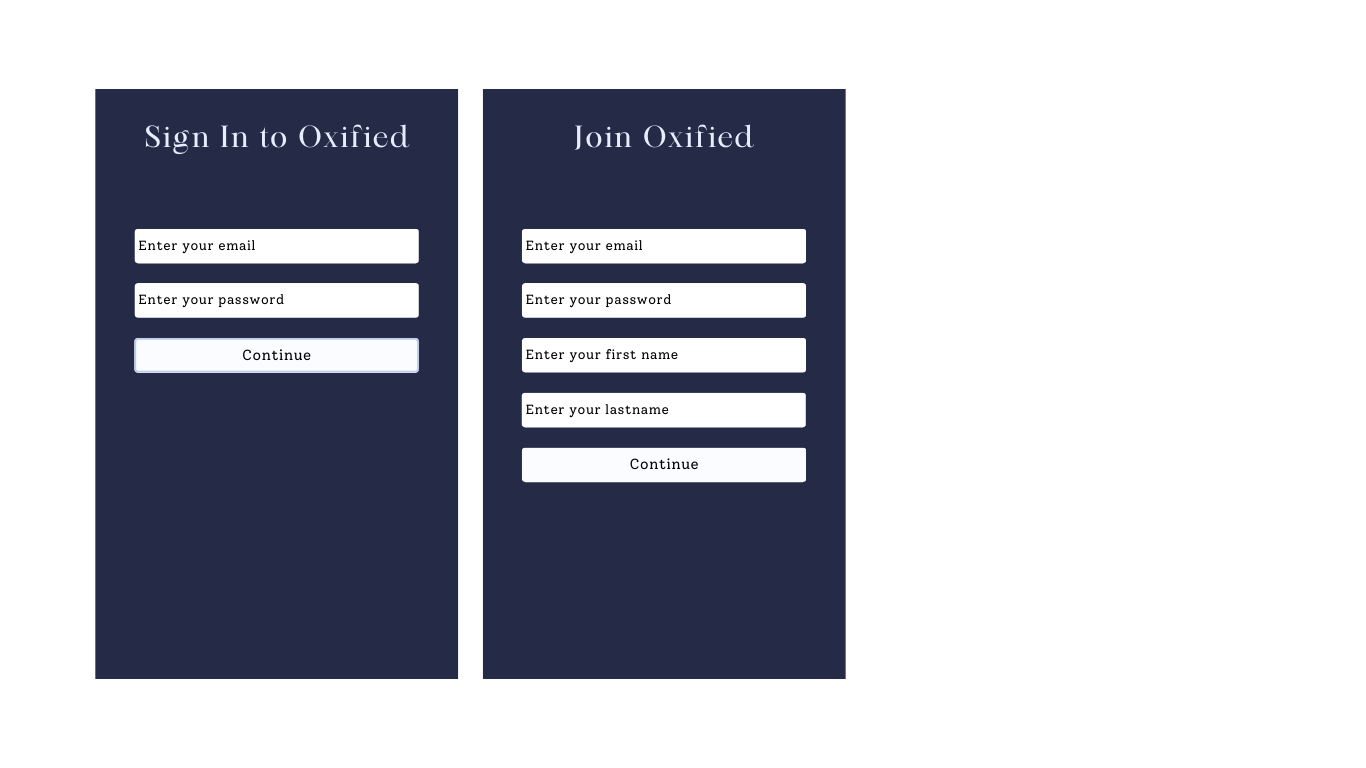 Sign In to Oxified
Enter your email
Enter your password
Continue
Join Oxified
Enter your email
Enter your password
Enter your first name
Enter your lastname
Continue